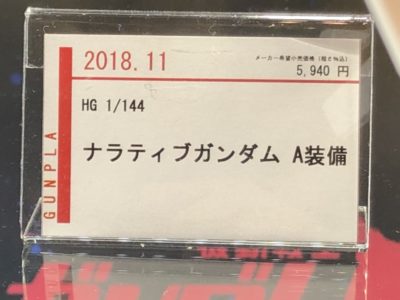 2018.11
メーカー希望小売価格（税8%込）
5,940 円
HG 1/144
ナラティブガンダム A装備
GUNPLA